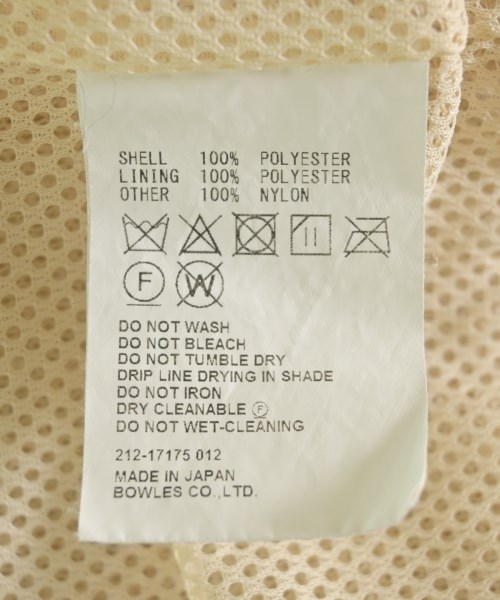 SHELL 100% POLYESTER
LINING 100% POLYESTER
OTHER 100% NYLON
F W
DO NOT WASH
DO NOT BLEACH
DO NOT TUMBLE DRY
DRIP LINE DRYING IN SHADE
DO NOT IRON
DRY CLEANABLE Ⓕ
DO NOT WET-CLEANING
212-17175 012
MADE IN JAPAN
BOWLES CO.,LTD.